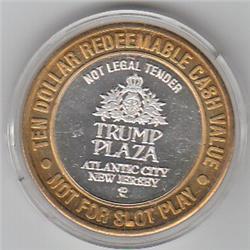 TEN DOLLAR REDEEMABLE CASH VALUE
NOT LEGAL TENDER
TRUMP
PLAZA
ATLANTIC CITY
NEW JERSEY
NOT FOR SLOT PLAY